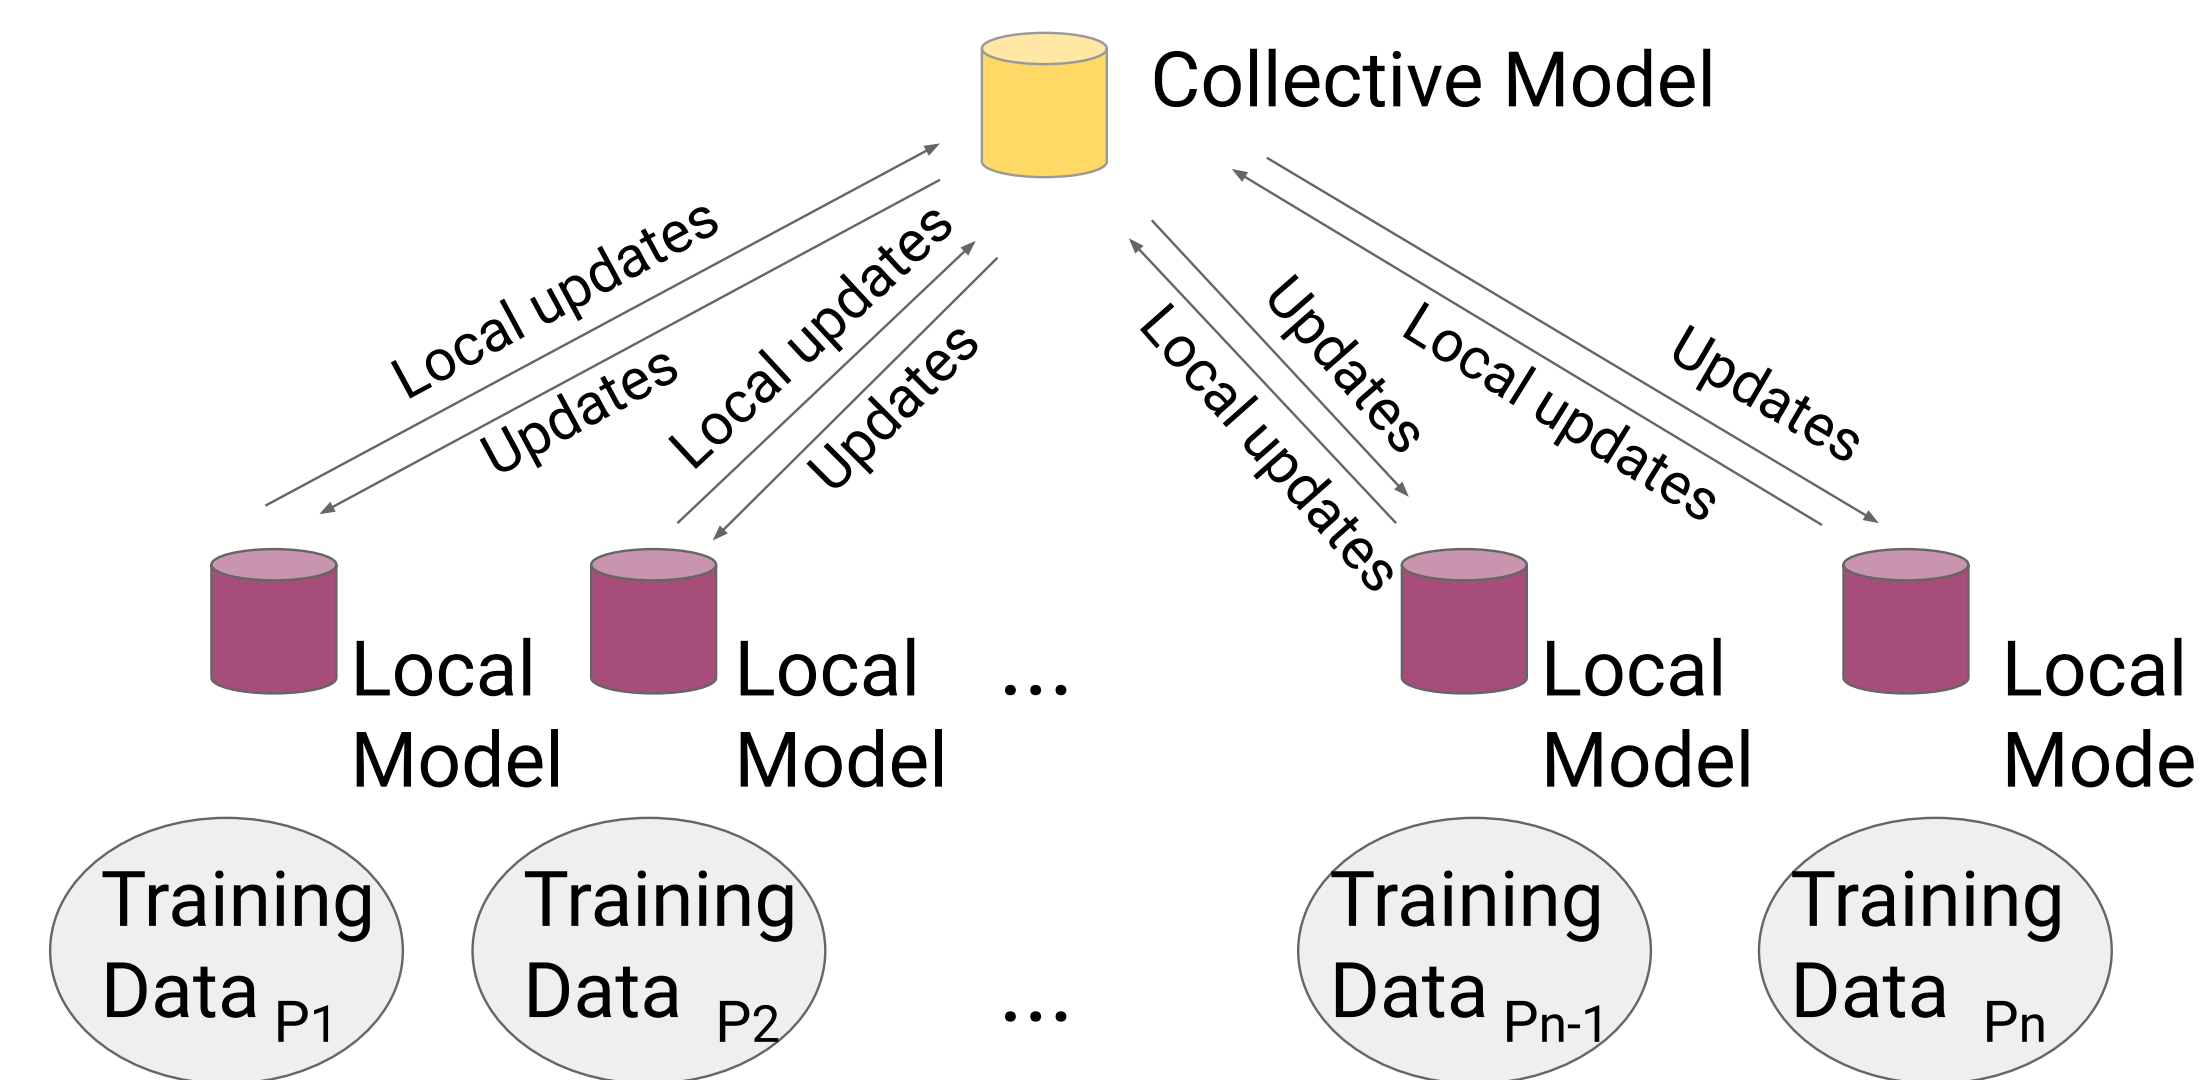 Collective Model
Local updates
Updates
Local updates
Updates
Updates
Local updates
Updates
Local updates
Local
Model
Local
Model
...
Local
Model
Local
Mode
Training
Data P1
Training
Data P2
...
Training
Data Pn-1
Training
Data Pn